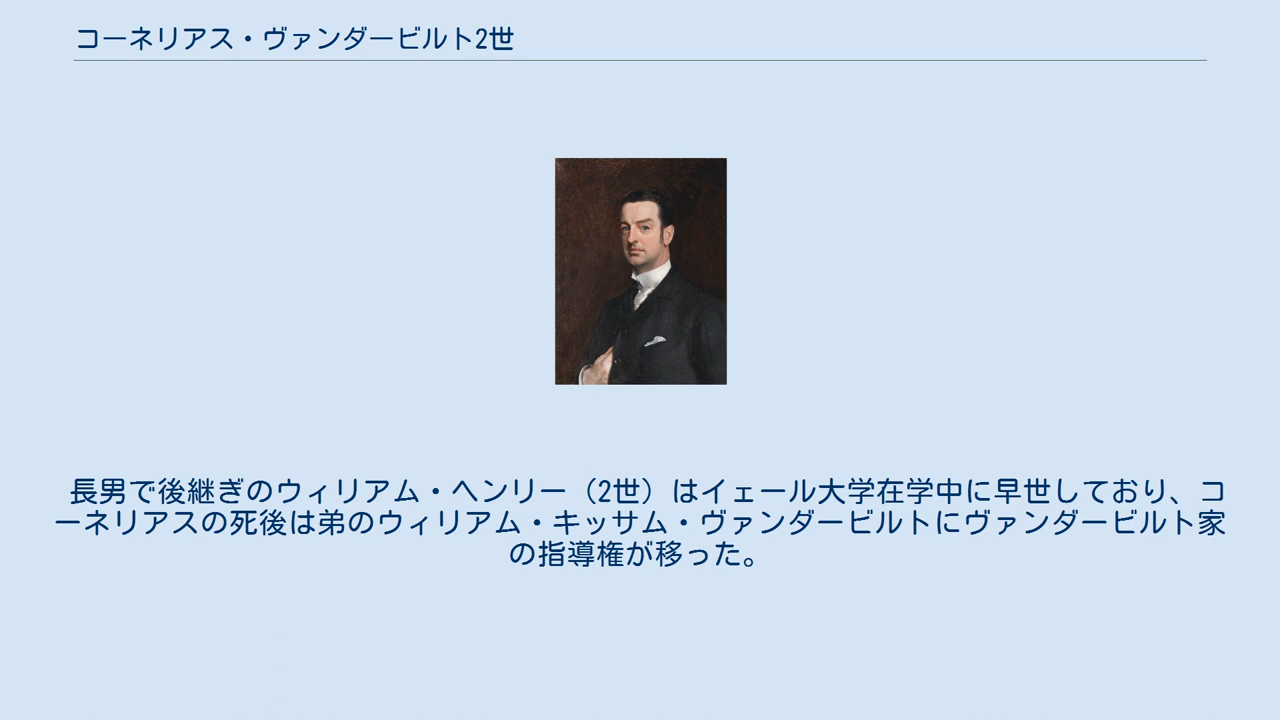 コーネリアス・ヴァンダービルト2世
長男で後継ぎのウィリアム・ヘンリー（2世）はイェール大学在学中に早世しており、コ
ーネリアスの死後は弟のウィリアム・キッサム・ヴァンダービルトにヴァンダービルト家
の指導権が移った。